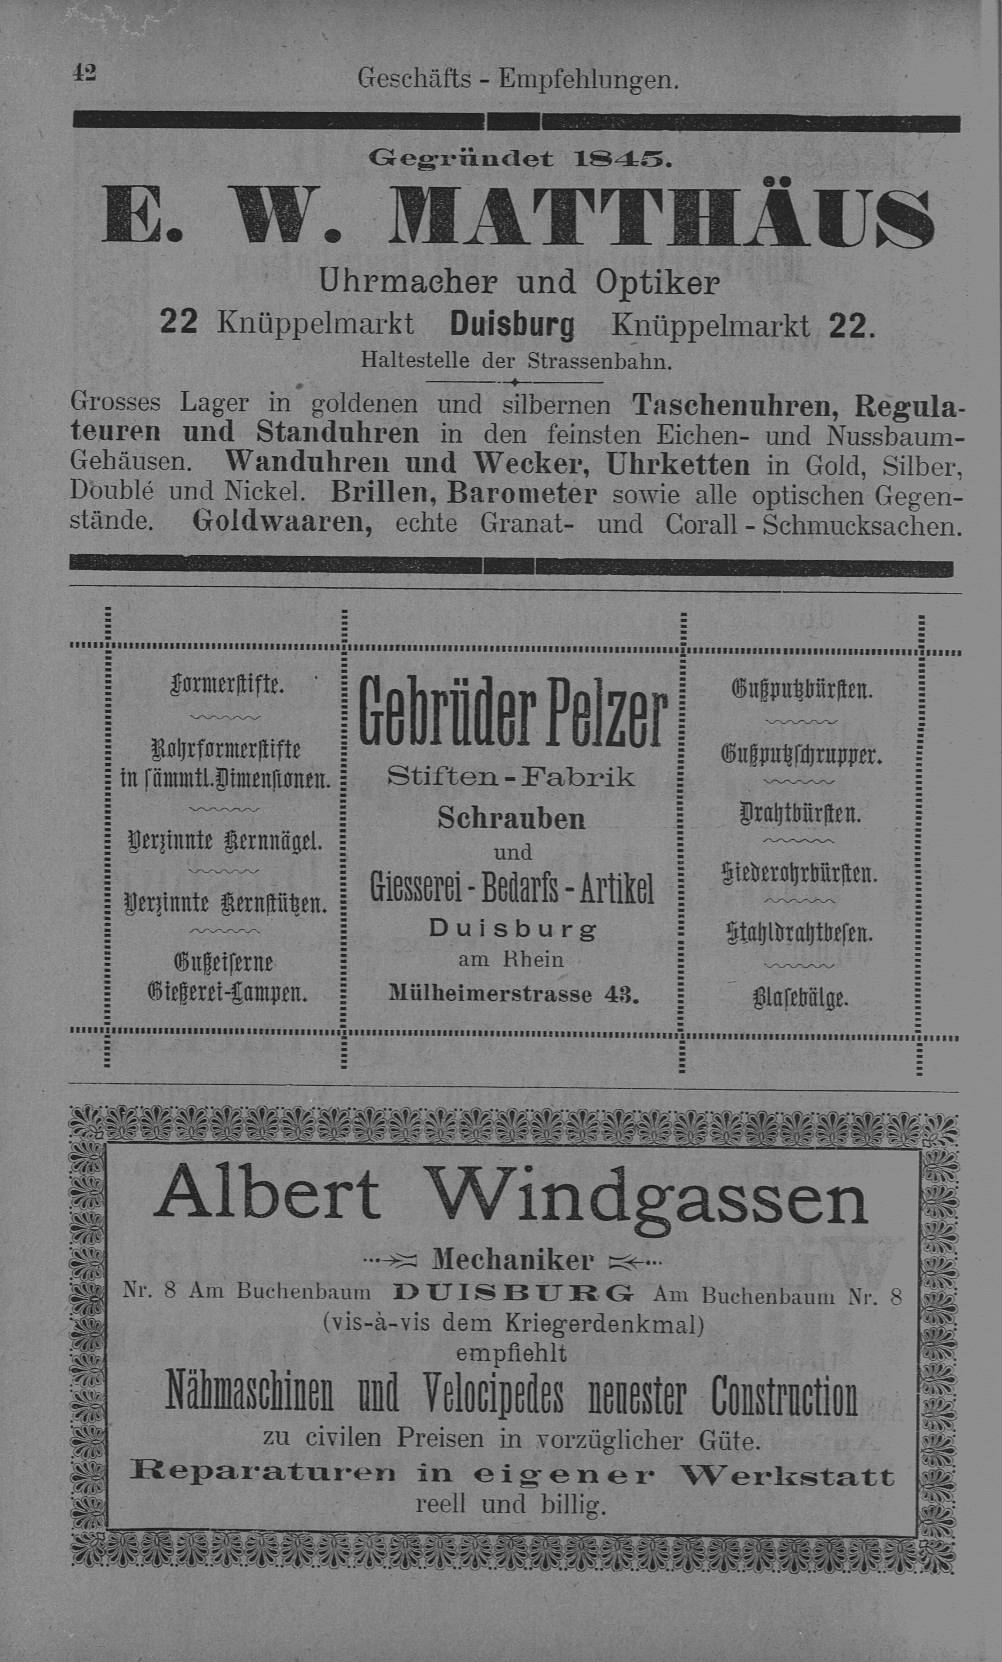 42
Geschäfts - Empfehlungen.
Gegründet 1845.
E. W. MATTHÄUS
Uhrmacher und Optiker
22 Knüppelmarkt Duisburg Knüppelmarkt 22.
Haltestelle der Strassenbahn.
Grosses Lager in goldenen und silbernen Taschenuhren, Regula-
teuren und Standuhren in den feinsten Eichen- und Nussbaum-
Gehäusen. Wanduhren und Wecker, Uhrketten in Gold, Silber,
Doublé und Nickel. Brillen, Barometer sowie alle optischen Gegen-
stände. Goldwaaren, echte Granat- und Corall - Schmucksachen.
Formerstifte.
Rohrformerstifte
in sämmtl. Dimensionen.
Verzinnte Kernnägel.
Verzinnte Kernstützen.
Gußeiserne
Gießerei-Lampen.
Gebrüder Pelzer
Stiften - Fabrik
Schrauben
und
Giesserei - Bedarfs - Artikel
Duisburg
am Rhein
Mülheimerstrasse 43.
Gußputzbürsten.
Gußputzschrupper.
Drahtbürsten.
Siederohrbürsten.
Stahldrahtbesen.
Blasebälge.
Albert Windgassen
Mechaniker
Nr. 8 Am Buchenbaum DUISBURG Am Buchenbaum Nr. 8
(vis-à-vis dem Kriegerdenkmal)
empfiehlt
Nähmaschinen und Velocipedes neuester Construction
zu civilen Preisen in vorzüglicher Güte.
Reparaturen in eigener Werkstatt
reell und billig.